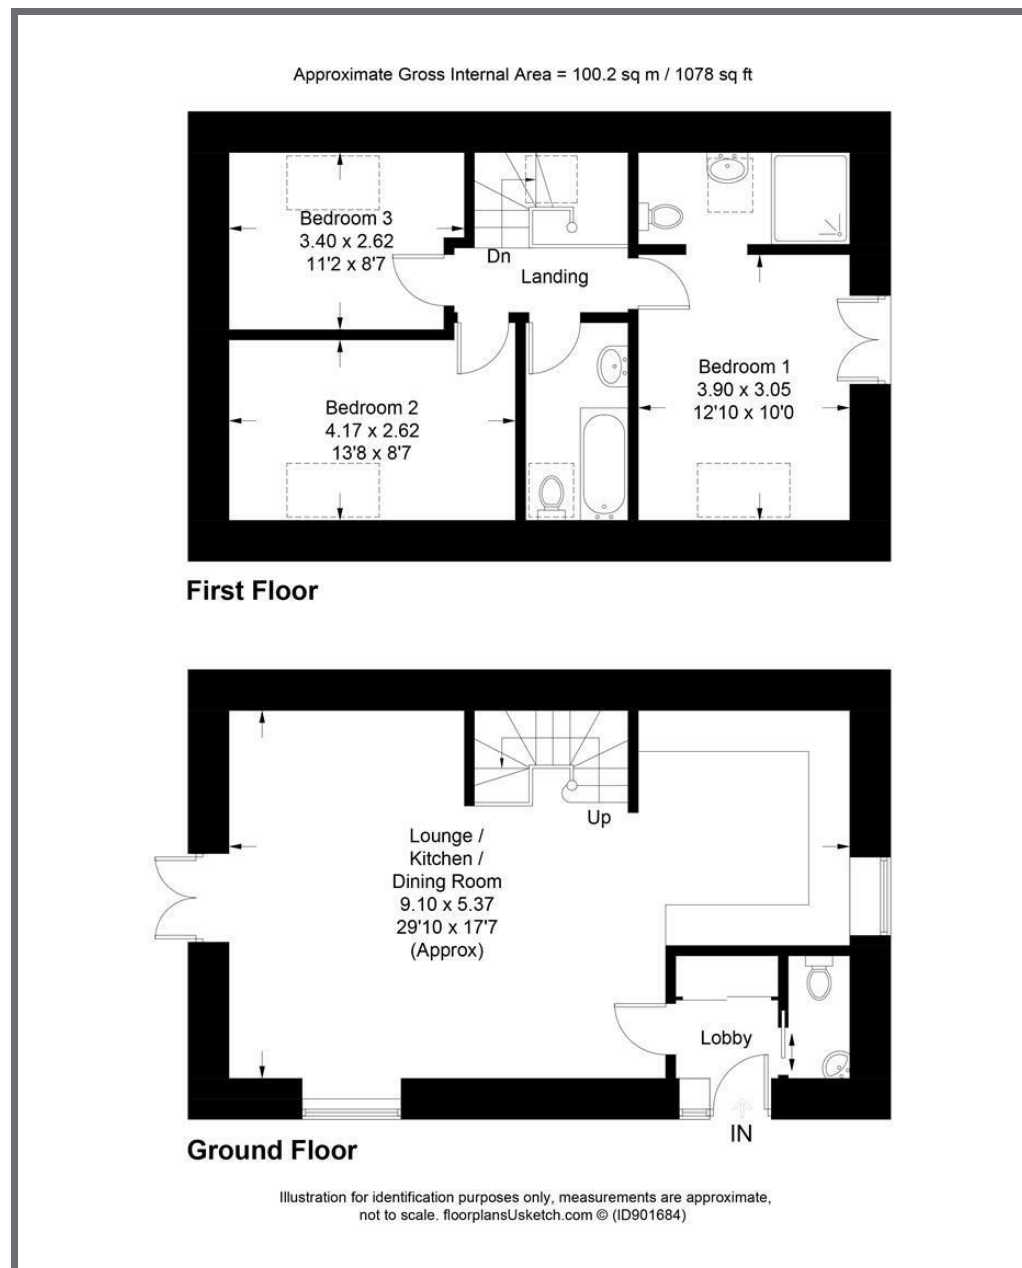 Approximate Gross Internal Area = 100.2 sq m / 1078 sq ft
Bedroom 3
3.40 x 2.62
11'2 x 8'7
Dn
Landing
Bedroom 1
3.90 x 3.05
12'10 x 10'0
Bedroom 2
4.17 x 2.62
13'8 x 8'7
First Floor
Up
Lounge /
Kitchen /
Dining Room
9.10 x 5.37
29'10 x 17'7
(Approx)
Lobby
IN
Ground Floor
Illustration for identification purposes only, measurements are approximate,
not to scale. floorplansUsketch.com © (ID901684)